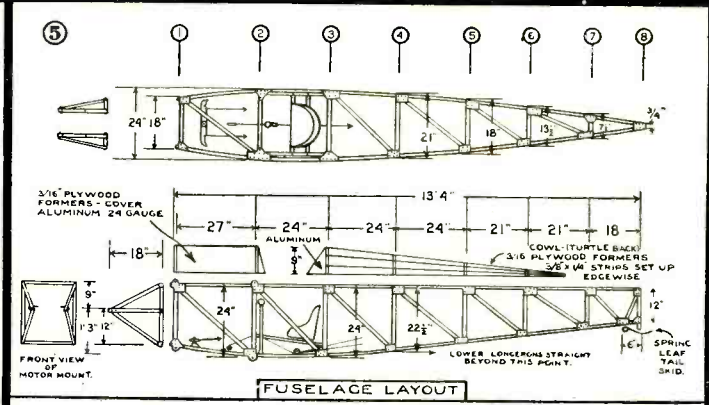 5
1 2 3 4 5 6 7 8
24" 18"
21"
18"
13½
7½
3/4"
3/16" PLYWOOD
FORMERS - COVER
ALUMINUM 24 GAUGE
13'4"
27" 24" 24" 24" 21" 21" 18
18"
ALUMINUM
9"
COWL-(TURTLE BACK)
3/16 PLYWOOD FORMERS
3/8" X 1/4" STRIPS SET UP
EDGEWISE
9"
1'3" 12"
24"
24"
22½"
12"
6"
FRONT VIEW
OF
MOTOR MOUNT.
LOWER LONGERONS STRAIGHT
BEYOND THIS POINT.
SPRING
LEAF
TAIL
SKID.
FUSELAGE LAYOUT